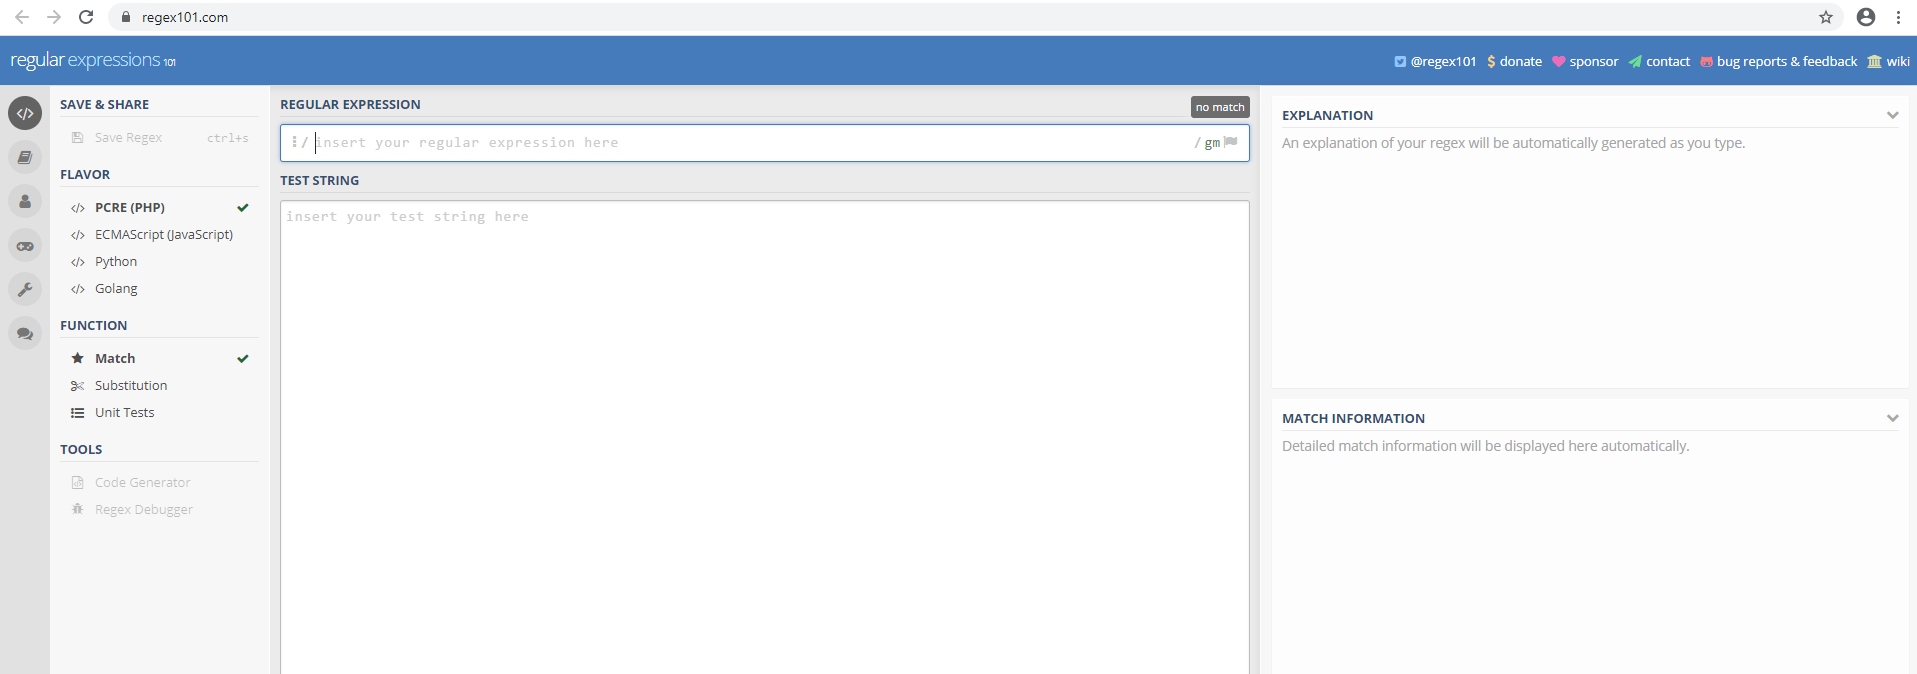 regex101.com
regular expressions 101
@regex101 donate sponsor contact bug reports & feedback wiki
SAVE & SHARE
Save Regex ctrl+s
FLAVOR
PCRE (PHP)
ECMAScript (JavaScript)
Python
Golang
FUNCTION
Match
Substitution
Unit Tests
TOOLS
Code Generator
Regex Debugger
REGULAR EXPRESSION
no match
/ insert your regular expression here / gm
TEST STRING
insert your test string here
EXPLANATION
An explanation of your regex will be automatically generated as you type.
MATCH INFORMATION
Detailed match information will be displayed here automatically.